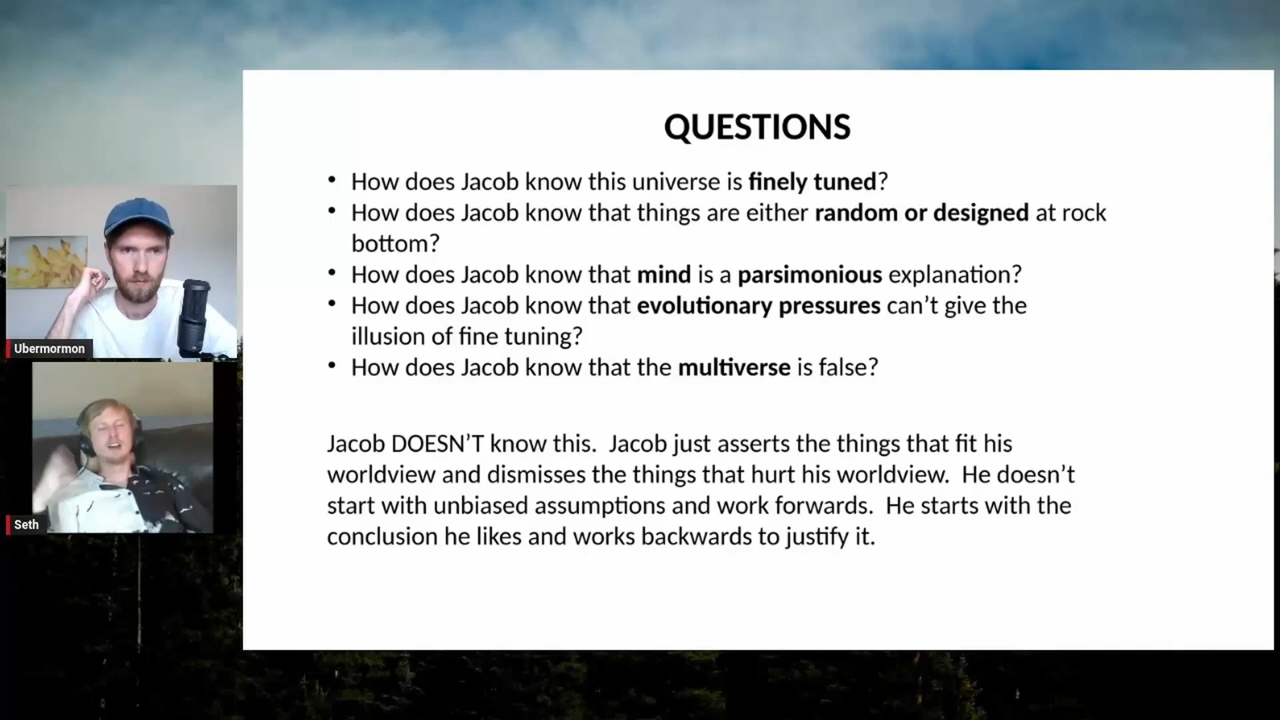 QUESTIONS
• How does Jacob know this universe is finely tuned?
• How does Jacob know that things are either random or designed at rock
bottom?
• How does Jacob know that mind is a parsimonious explanation?
• How does Jacob know that evolutionary pressures can't give the
illusion of fine tuning?
• How does Jacob know that the multiverse is false?
Jacob DOESN'T know this.  Jacob just asserts the things that fit his
worldview and dismisses the things that hurt his worldview.  He doesn't
start with unbiased assumptions and work forwards.  He starts with the
conclusion he likes and works backwards to justify it.
Ubermormon
Seth